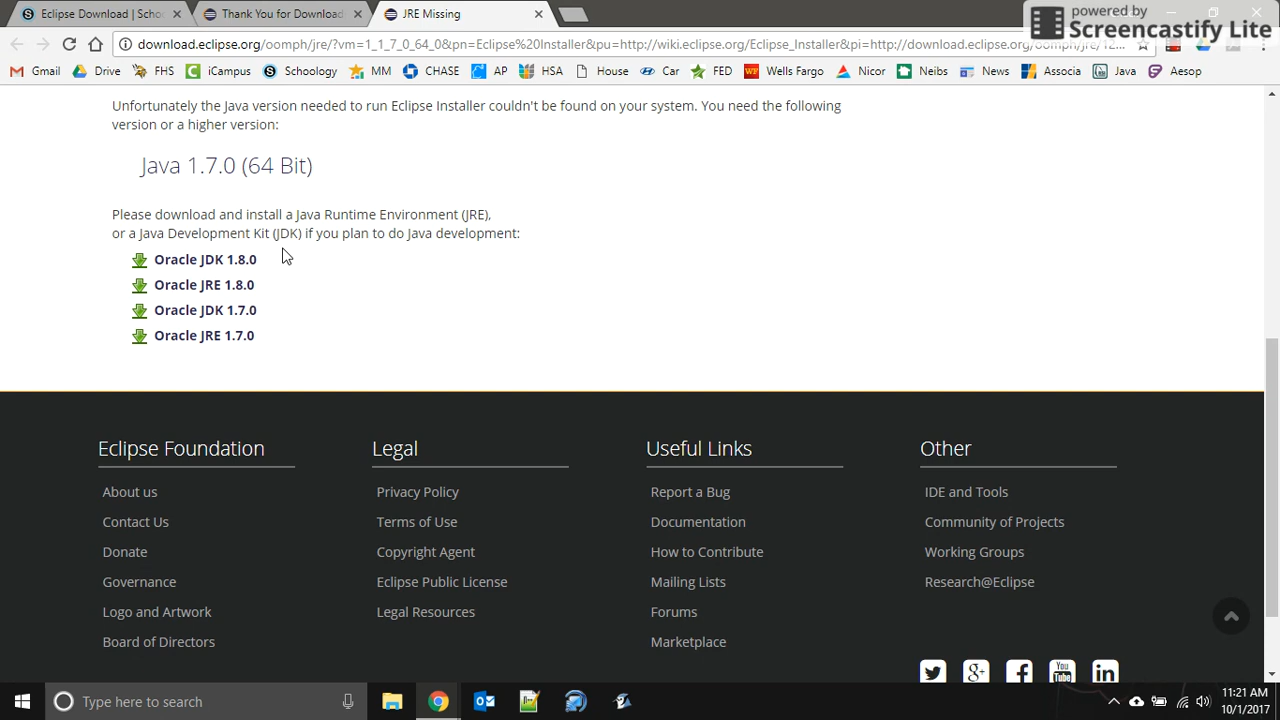 powered by
Screencastify Lite
Eclipse Download | Scho
Thank You for Download
JRE Missing
download.eclipse.org/oomph/jre/?vm=1_1_7_0_64_0&pn=Eclipse%20Installer&pu=http://wiki.eclipse.org/Eclipse_Installer&pi=http://download.eclipse.org/oomph/jre/12...
Gmail
Drive
FHS
iCampus
Schoology
MM
CHASE
AP
HSA
House
Car
FED
Wells Fargo
Nicor
Neibs
News
Associa
Java
Aesop
Unfortunately the Java version needed to run Eclipse Installer couldn't be found on your system. You need the following
version or a higher version:
Java 1.7.0 (64 Bit)
Please download and install a Java Runtime Environment (JRE),
or a Java Development Kit (JDK) if you plan to do Java development:
Oracle JDK 1.8.0
Oracle JRE 1.8.0
Oracle JDK 1.7.0
Oracle JRE 1.7.0
Eclipse Foundation
About us
Contact Us
Donate
Governance
Logo and Artwork
Board of Directors
Legal
Privacy Policy
Terms of Use
Copyright Agent
Eclipse Public License
Legal Resources
Useful Links
Report a Bug
Documentation
How to Contribute
Mailing Lists
Forums
Marketplace
Other
IDE and Tools
Community of Projects
Working Groups
Research@Eclipse
Type here to search
11:21 AM
10/1/2017